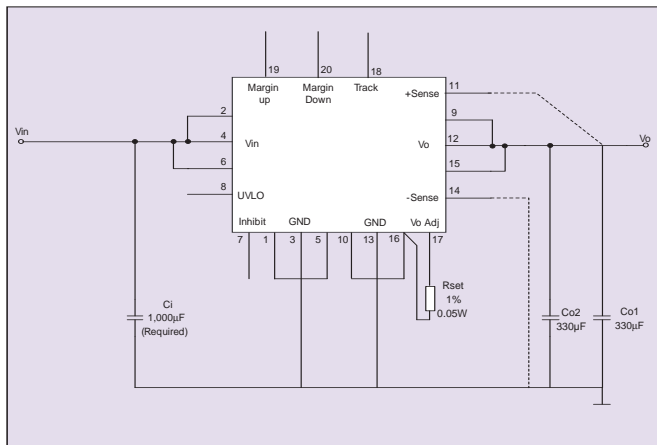 19
20
18
Margin
up
Margin
Down
Track
11
+Sense
2
9
Vin
4
Vin
Vo
12
Vo
6
15
8
UVLO
-Sense
14
Inhibit
GND
GND
Vo Adj
7
1
3
5
10
13
16
17
Rset
1%
0.05W
Ci
1,000µF
(Required)
Co2
330µF
Co1
330µF